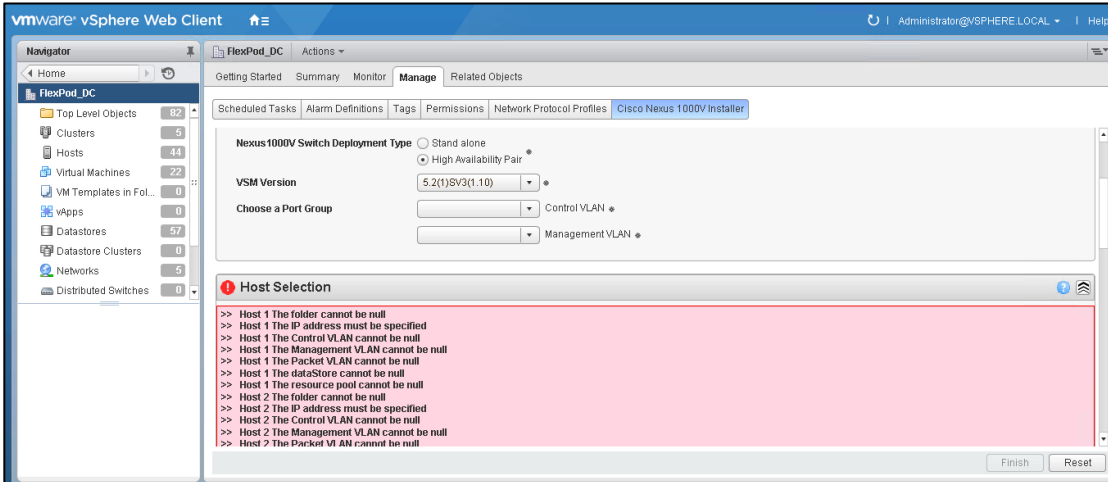 vmware® vSphere Web Client
Administrator@VSPHERE.LOCAL
Help
Navigator
Home
FlexPod_DC
Top Level Objects 82
Clusters 5
Hosts 44
Virtual Machines 22
VM Templates in Fol... 0
vApps 0
Datastores 57
Datastore Clusters 0
Networks 5
Distributed Switches 0
FlexPod_DC Actions
Getting Started Summary Monitor Manage Related Objects
Scheduled Tasks Alarm Definitions Tags Permissions Network Protocol Profiles Cisco Nexus 1000V Installer
Nexus1000V Switch Deployment Type Stand alone
High Availability Pair
VSM Version 5.2(1)SV3(1.10)
Choose a Port Group Control VLAN
Management VLAN
Host Selection
>> Host 1 The folder cannot be null
>> Host 1 The IP address must be specified
>> Host 1 The Control VLAN cannot be null
>> Host 1 The Management VLAN cannot be null
>> Host 1 The Packet VLAN cannot be null
>> Host 1 The dataStore cannot be null
>> Host 1 The resource pool cannot be null
>> Host 2 The folder cannot be null
>> Host 2 The IP address must be specified
>> Host 2 The Control VLAN cannot be null
>> Host 2 The Management VLAN cannot be null
>> Host 2 The Packet VLAN cannot be null
Finish Reset